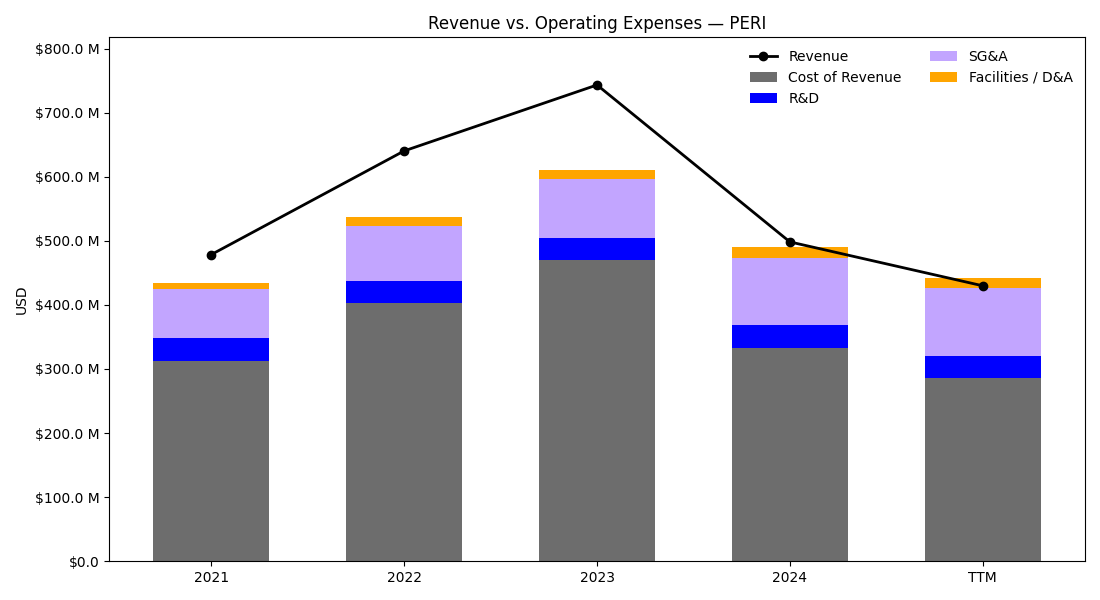 Revenue vs. Operating Expenses — PERI
Revenue
Cost of Revenue
R&D
SG&A
Facilities / D&A
USD
$800.0 M
$700.0 M
$600.0 M
$500.0 M
$400.0 M
$300.0 M
$200.0 M
$100.0 M
$0.0
2021 2022 2023 2024 TTM